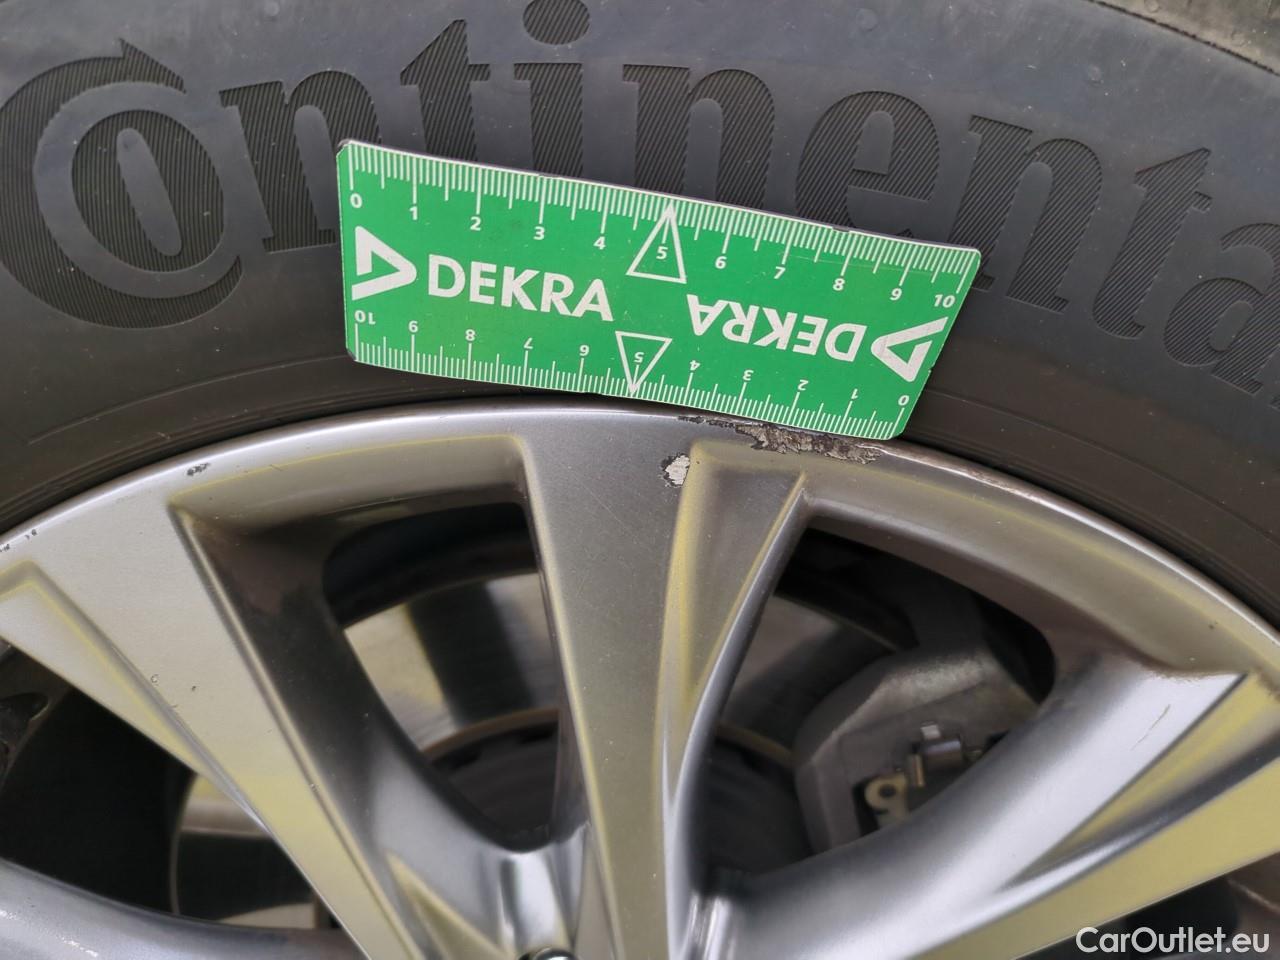 Continenta
0 1 2 3 4 5 6 7 8 9 10
DEKRA
DEKRA
10 9 8 7 6 5 4 3 2 1 0
CarOutlet.eu